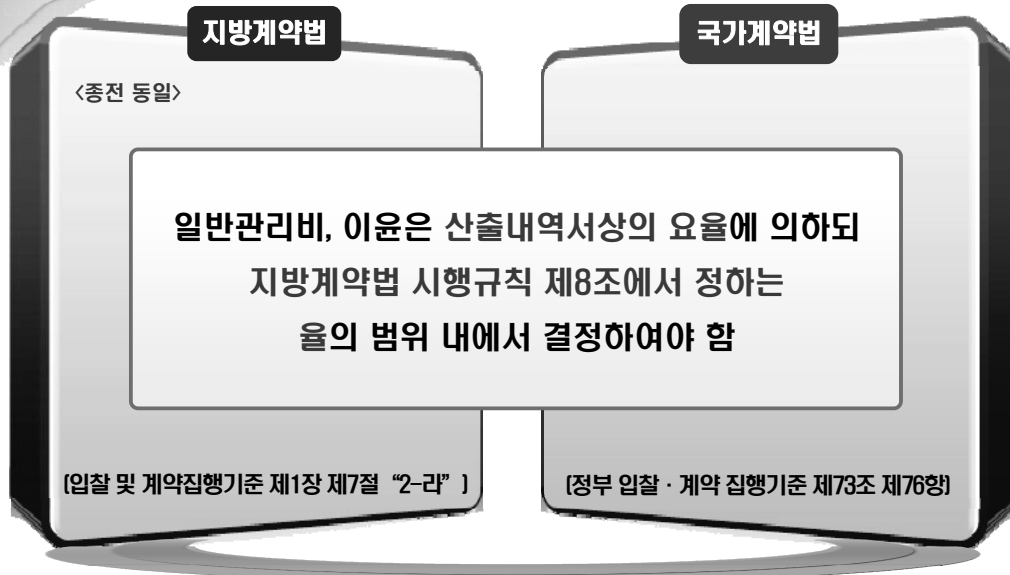 지방계약법
국가계약법
<종전 동일>
일반관리비, 이윤은 산출내역서상의 요율에 의하되
지방계약법 시행규칙 제8조에서 정하는
율의 범위 내에서 결정하여야 함
(입찰 및 계약집행기준 제1장 제7절 “2-라” )
(정부 입찰 · 계약 집행기준 제73조 제76항)